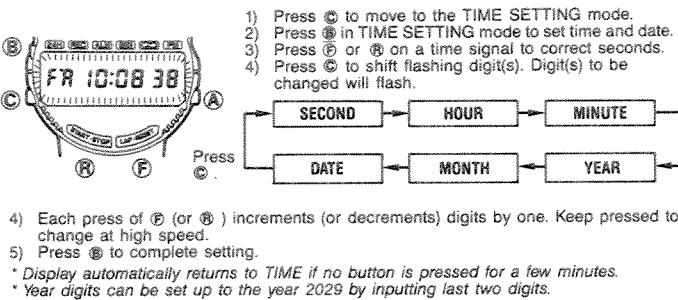 1) Press Ⓒ to move to the TIME SETTING mode.
2) Press Ⓑ in TIME SETTING mode to set time and date.
3) Press Ⓕ or Ⓡ on a time signal to correct seconds.
4) Press Ⓒ to shift flashing digit(s). Digit(s) to be
changed will flash.
Ⓑ
FR 10:08 38
Ⓒ
Ⓐ
START·STOP
LAP·RESET
Ⓡ
Ⓕ
Press
Ⓒ.
SECOND
HOUR
MINUTE
DATE
MONTH
YEAR
4) Each press of Ⓕ (or Ⓡ ) increments (or decrements) digits by one. Keep pressed to
change at high speed.
5) Press Ⓑ to complete setting.
* Display automatically returns to TIME if no button is pressed for a few minutes.
* Year digits can be set up to the year 2029 by inputting last two digits.